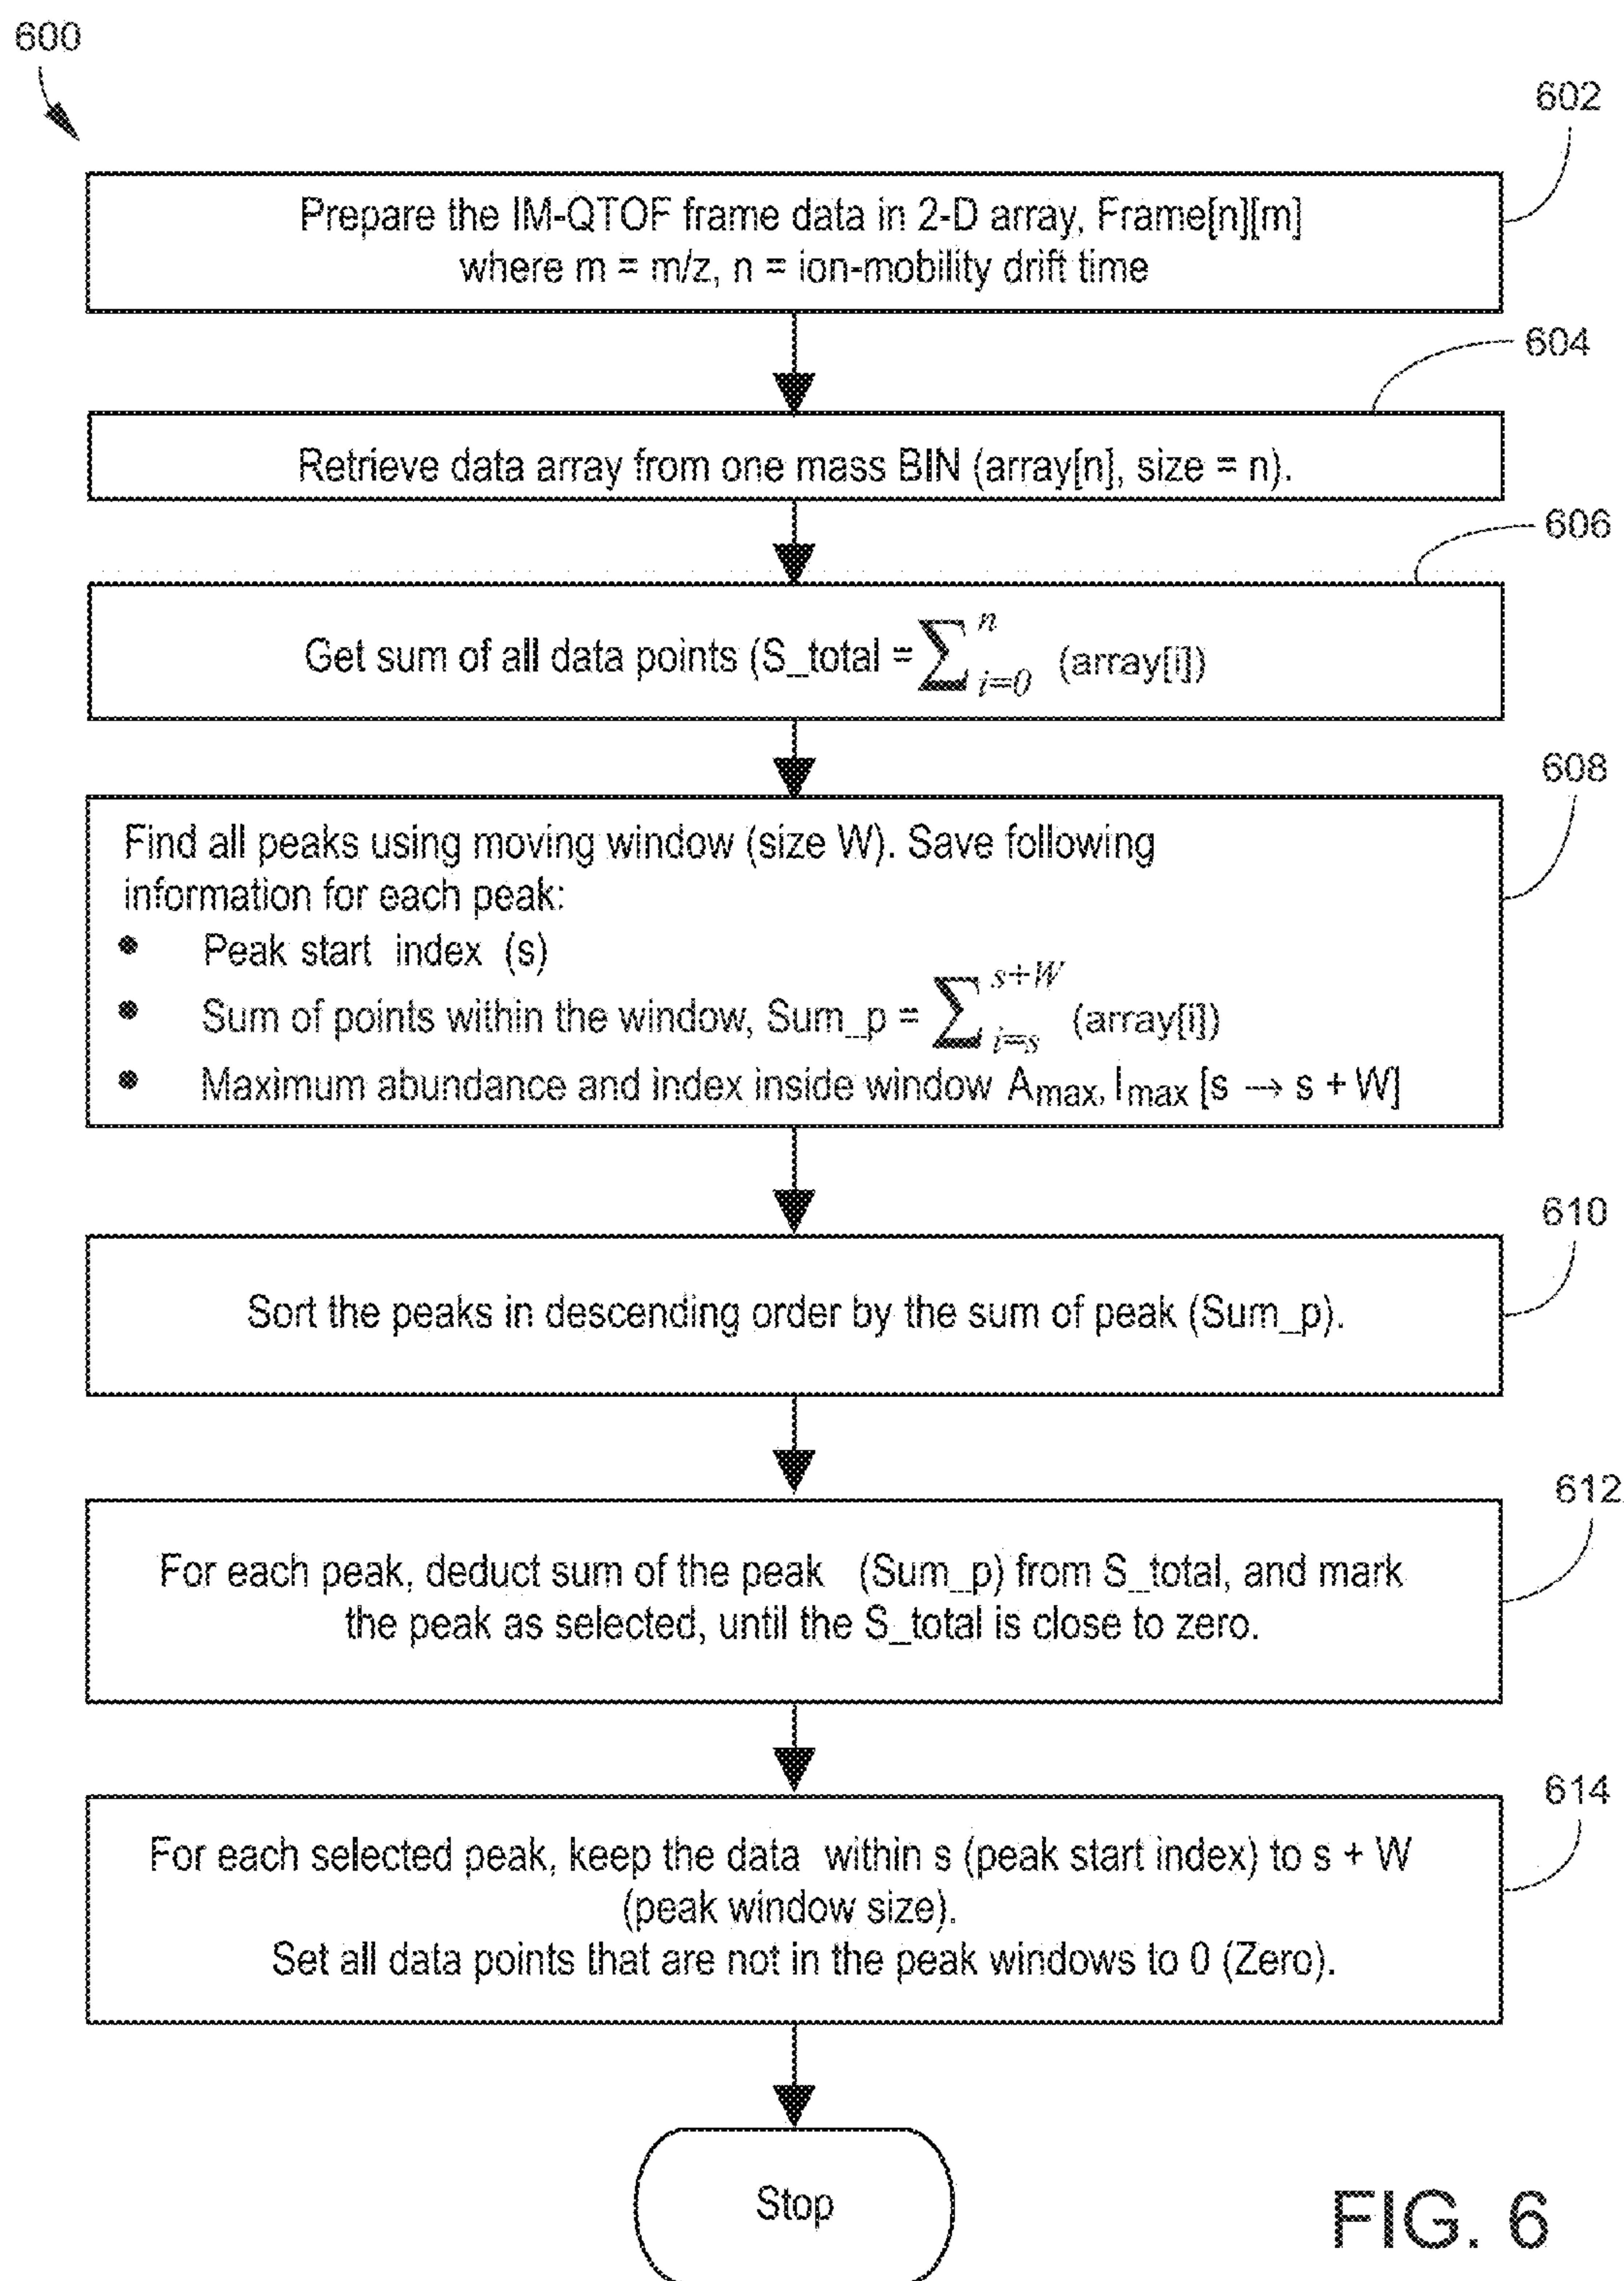 600
602
Prepare the IM-QTOF frame data in 2-D array, Frame[n][m]
where m = m/z, n = ion-mobility drift time
604
Retrieve data array from one mass BIN (array[n], size = n).
606
Get sum of all data points (S_total = ∑ⁿᵢ₌₀ (array[i])
608
Find all peaks using moving window (size W). Save following
information for each peak:
• Peak start index (s)
• Sum of points within the window, Sum_p = ∑_{i=s}^{s+W} (array[i])
• Maximum abundance and index inside window A_max, I_max [s → s + W]
610
Sort the peaks in descending order by the sum of peak (Sum_p).
612
For each peak, deduct sum of the peak (Sum_p) from S_total, and mark
the peak as selected, until the S_total is close to zero.
614
For each selected peak, keep the data within s (peak start index) to s + W
(peak window size).
Set all data points that are not in the peak windows to 0 (Zero).
Stop
FIG. 6